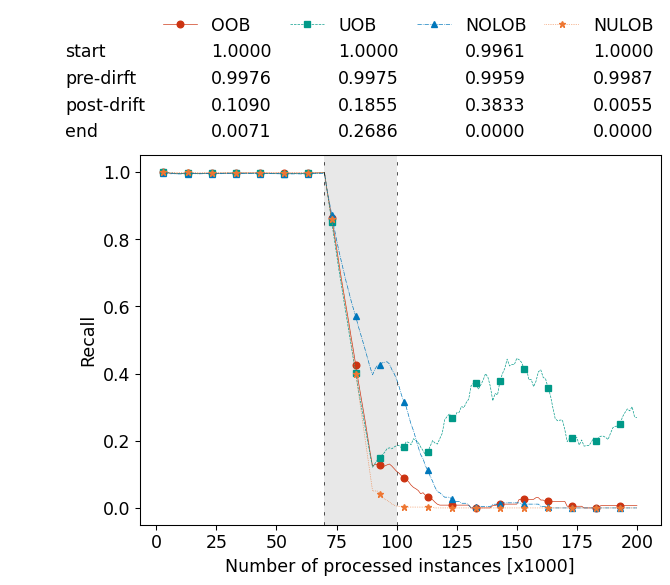 OOB UOB NOLOB NULOB
start 1.0000 1.0000 0.9961 1.0000
pre-dirft 0.9976 0.9975 0.9959 0.9987
post-drift 0.1090 0.1855 0.3833 0.0055
end 0.0071 0.2686 0.0000 0.0000
1.0
0.8
0.6
0.4
0.2
0.0
Recall
0 25 50 75 100 125 150 175 200
Number of processed instances [x1000]